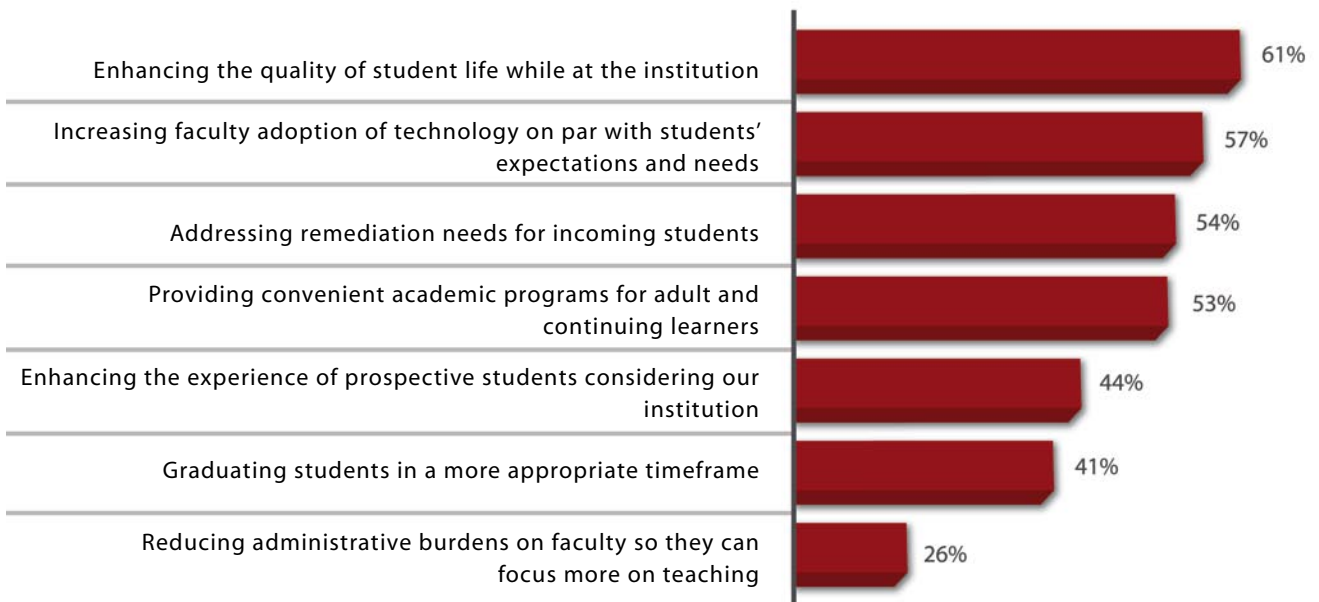 Enhancing the quality of student life while at the institution
61%
Increasing faculty adoption of technology on par with students’
expectations and needs
57%
Addressing remediation needs for incoming students
54%
Providing convenient academic programs for adult and
continuing learners
53%
Enhancing the experience of prospective students considering our
institution
44%
Graduating students in a more appropriate timeframe
41%
Reducing administrative burdens on faculty so they can
focus more on teaching
26%